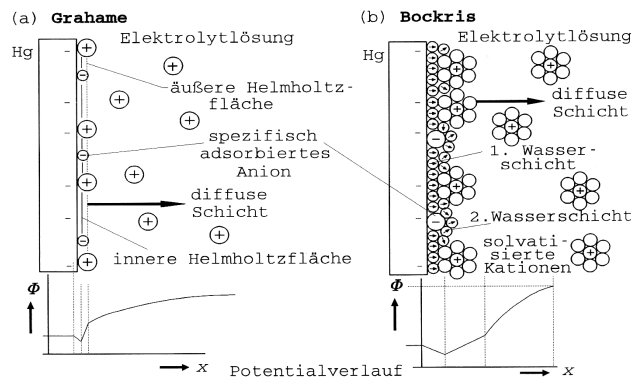 (a) Grahame
Hg
Elektrolytlösung
äußere Helmholtz-
fläche
spezifisch
adsorbiertes
Anion
diffuse
Schicht
innere Helmholtzfläche
Φ
x
(b) Bockris
Hg
Elektrolytlösung
diffuse
Schicht
1. Wasser-
schicht
2.Wasserschicht
solvati-
sierte
Kationen
Φ
x
Potentialverlauf